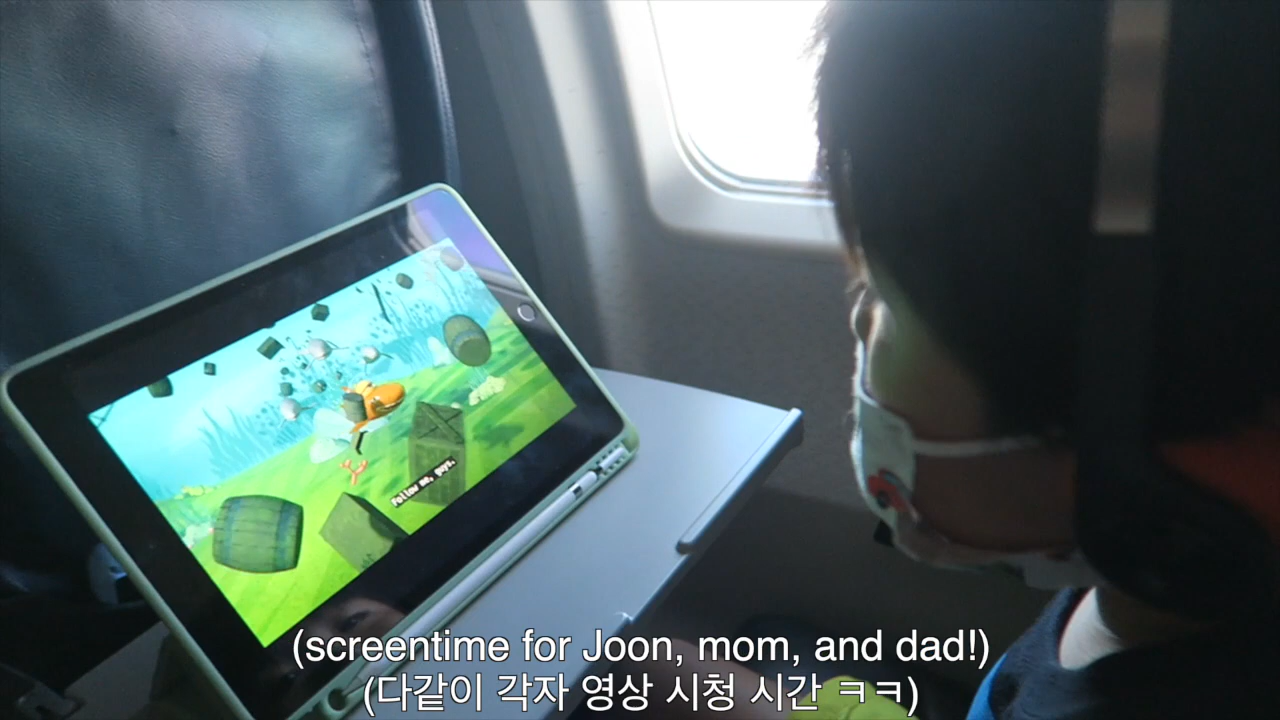 Follow me, guys.
(screentime for Joon, mom, and dad!)
(다같이 각자 영상 시청 시간 ㅋㅋ)